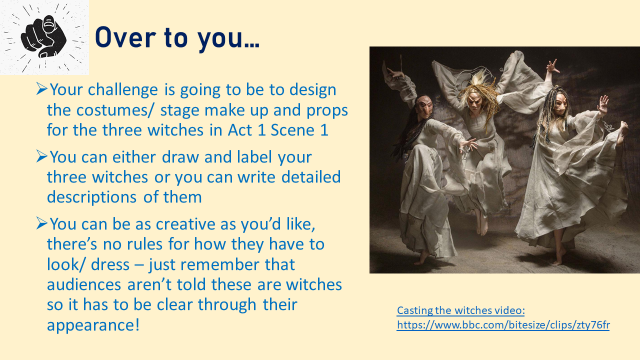 Over to you...
➢Your challenge is going to be to design
the costumes/ stage make up and props
for the three witches in Act 1 Scene 1
➢You can either draw and label your
three witches or you can write detailed
descriptions of them
➢You can be as creative as you’d like,
there’s no rules for how they have to
look/ dress – just remember that
audiences aren’t told these are witches
so it has to be clear through their
appearance!
Casting the witches video:
https://www.bbc.com/bitesize/clips/zty76fr